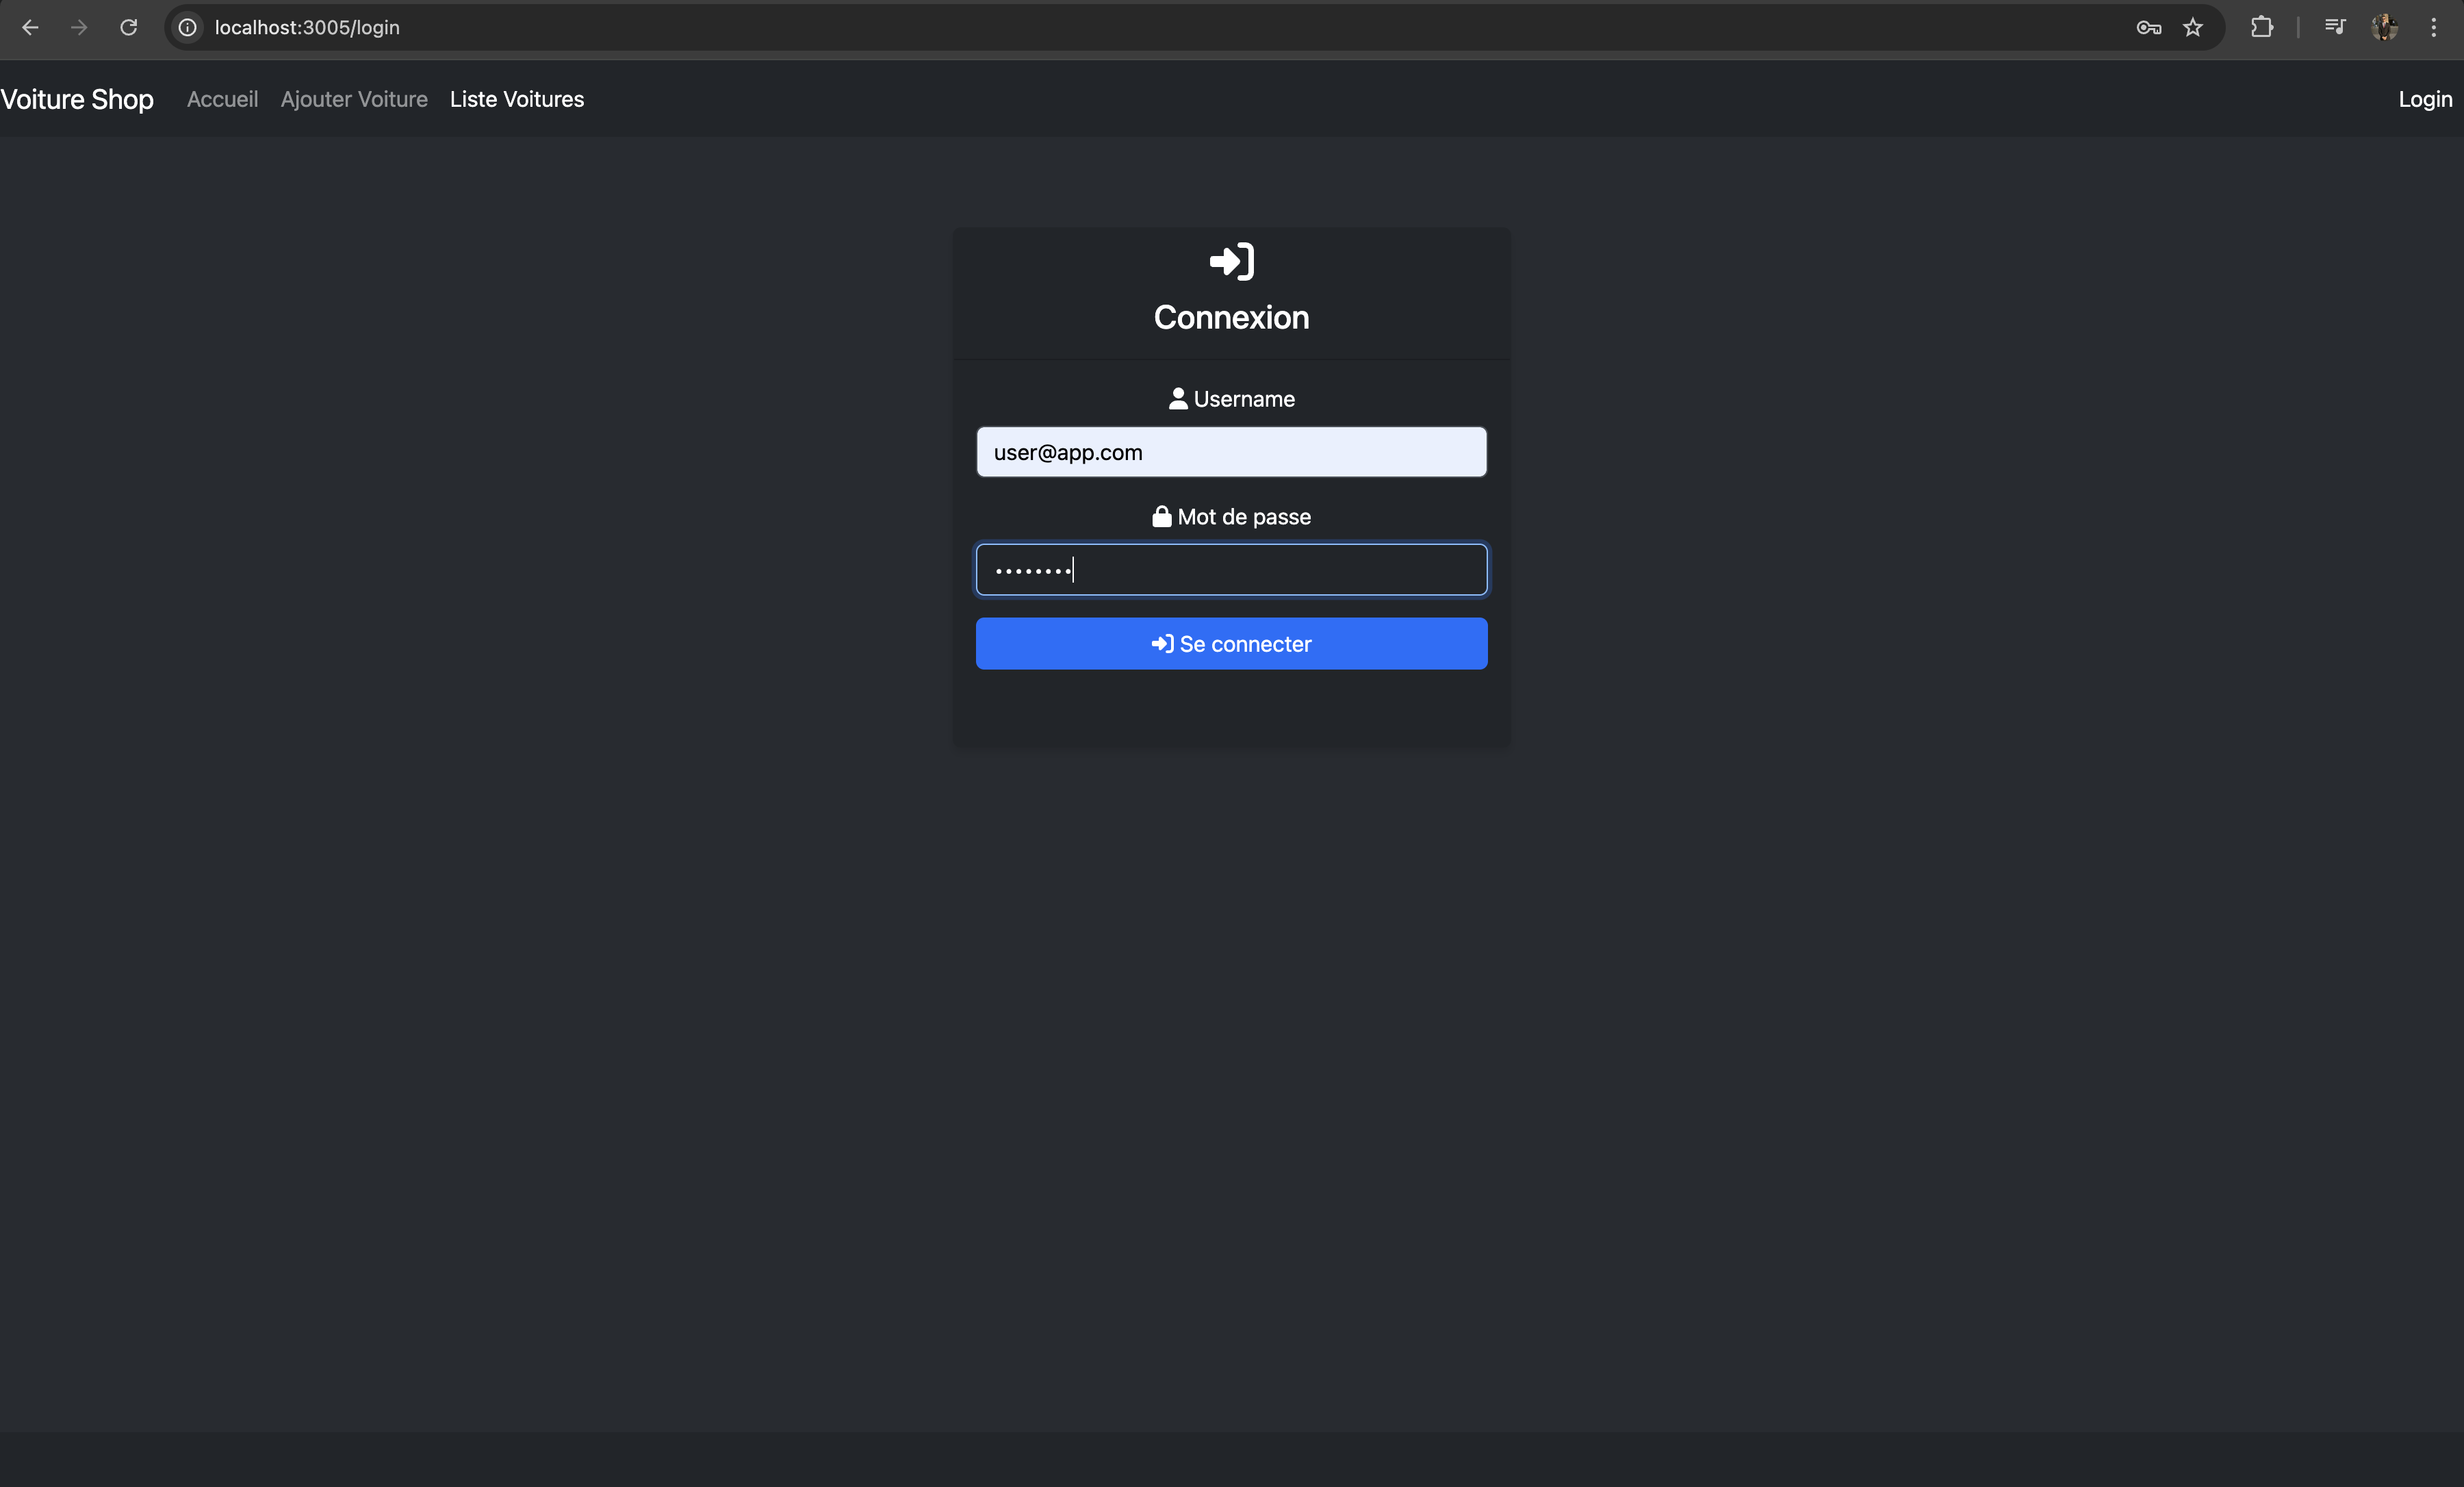 localhost:3005/login
Voiture Shop Accueil Ajouter Voiture Liste Voitures Login
Connexion
Username
user@app.com
Mot de passe
••••••••
Se connecter